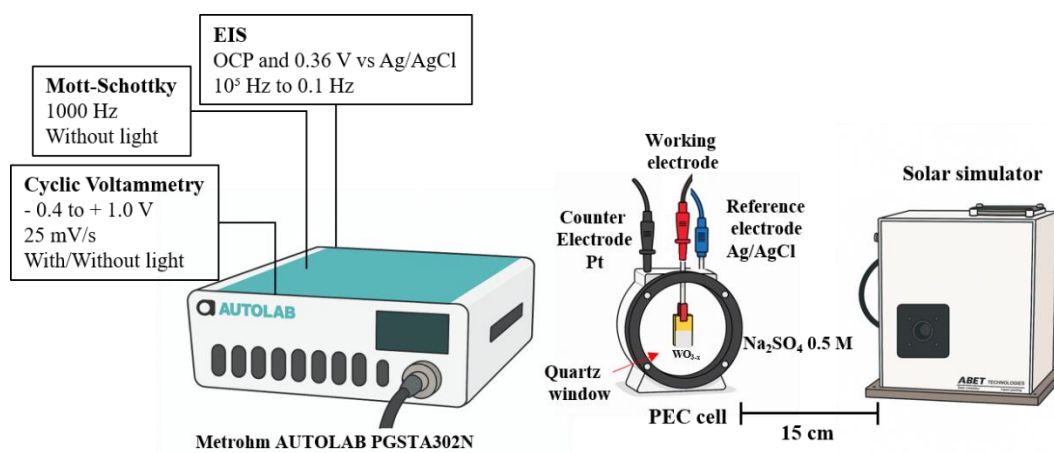 EIS
OCP and 0.36 V vs Ag/AgCl
10⁵ Hz to 0.1 Hz
Mott-Schottky
1000 Hz
Without light
Cyclic Voltammetry
- 0.4 to + 1.0 V
25 mV/s
With/Without light
AUTOLAB
Metrohm AUTOLAB PGSTA302N
Working
electrode
Counter
Electrode
Pt
Reference
electrode
Ag/AgCl
WO₃₋ₓ
Na₂SO₄ 0.5 M
Quartz
window
PEC cell
15 cm
Solar simulator
ABET TECHNOLOGIES